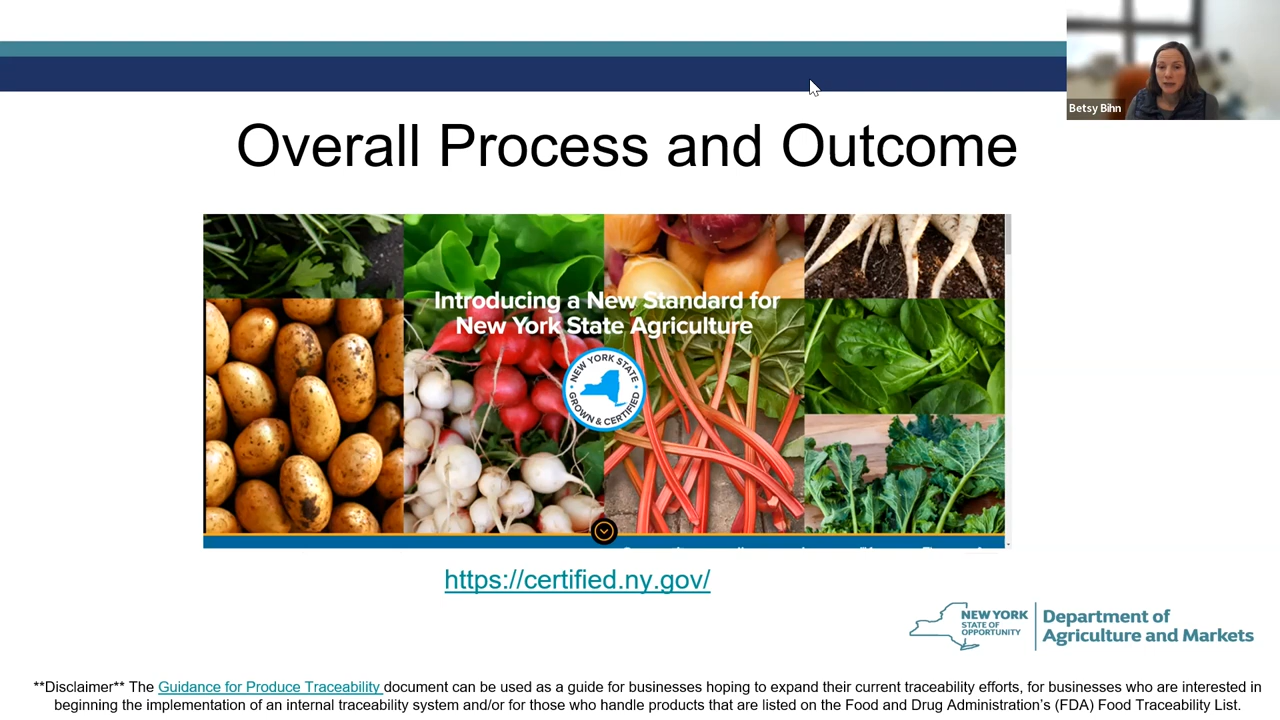 Betsy Bihn
Overall Process and Outcome
Introducing a New Standard for
New York State Agriculture
NEW YORK STATE
GROWN & CERTIFIED
https://certified.ny.gov/
NEW YORK
STATE OF
OPPORTUNITY
Department of
Agriculture and Markets
**Disclaimer** The Guidance for Produce Traceability document can be used as a guide for businesses hoping to expand their current traceability efforts, for businesses who are interested in
beginning the implementation of an internal traceability system and/or for those who handle products that are listed on the Food and Drug Administration's (FDA) Food Traceability List.